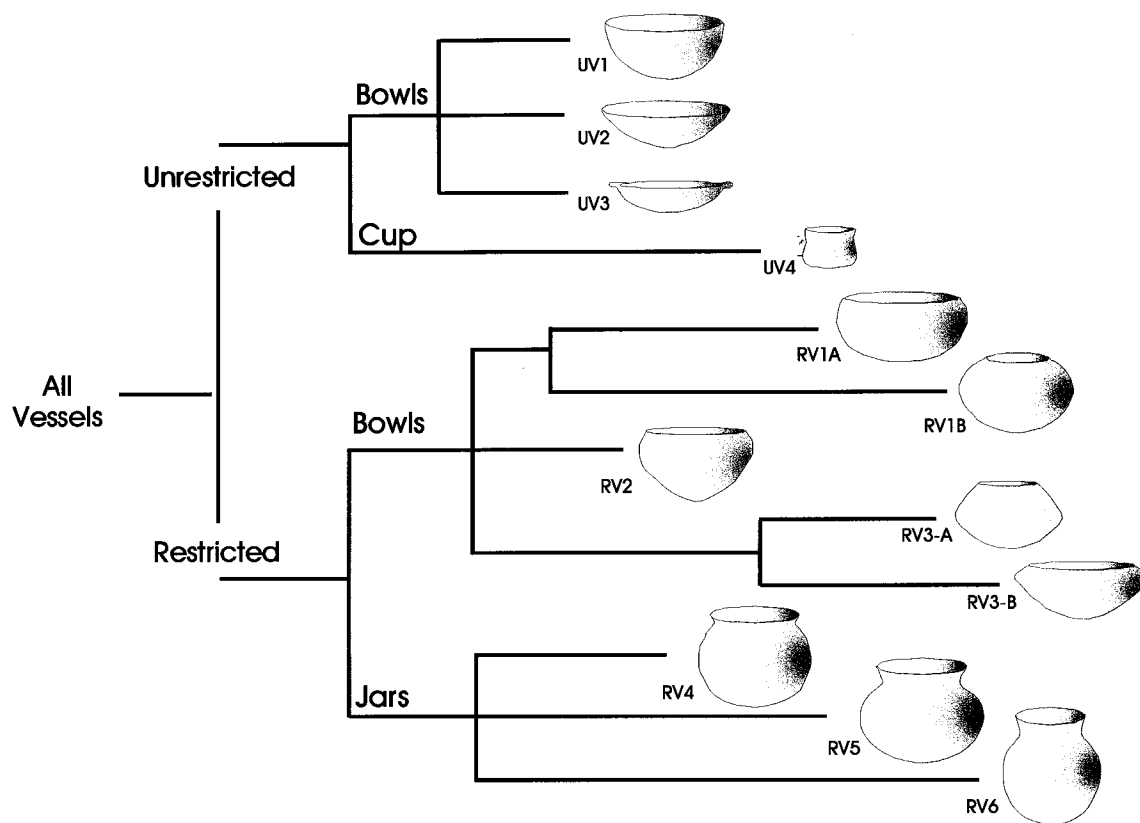 UV1
Bowls
UV2
Unrestricted
UV3
Cup
UV4
RV1A
All
Vessels
RV1B
Bowls
RV2
RV3-A
Restricted
RV3-B
RV4
Jars
RV5
RV6